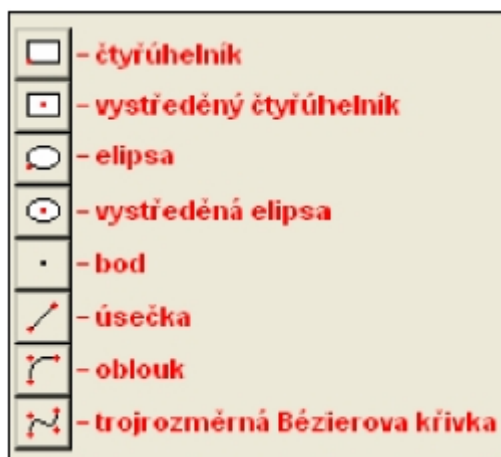 – čtyřúhelník
– vystředěný čtyřúhelník
– elipsa
– vystředěná elipsa
– bod
– úsečka
– oblouk
– trojrozměrná Bézierova křivka